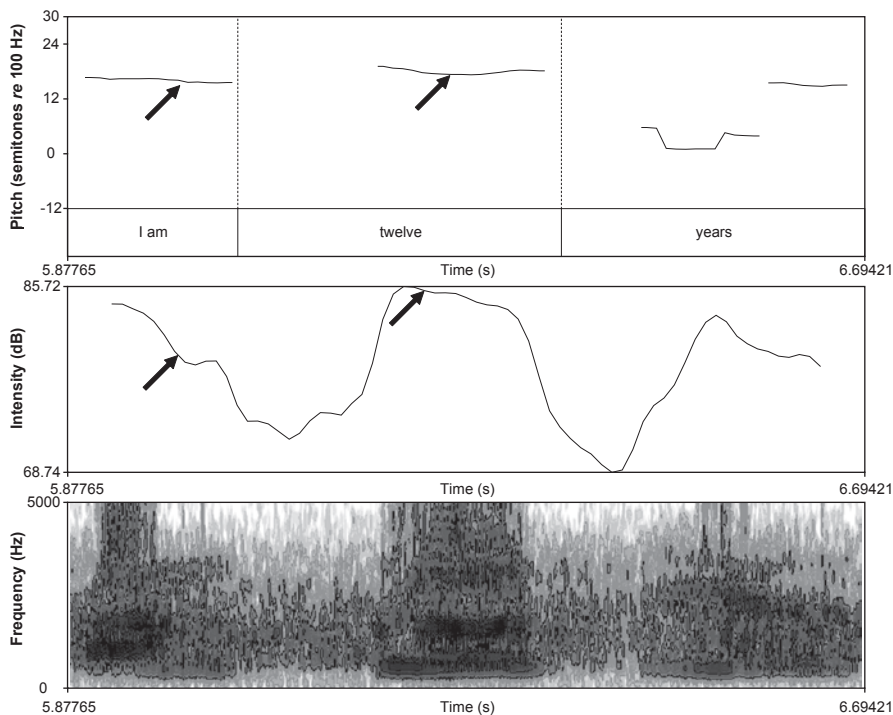 Pitch (semitones re 100 Hz)
30
24
12
0
-12
I am
twelve
years
5.87765
Time (s)
6.69421
Intensity (dB)
85.72
68.74
5.87765
Time (s)
6.69421
Frequency (Hz)
5000
0
5.87765
Time (s)
6.69421